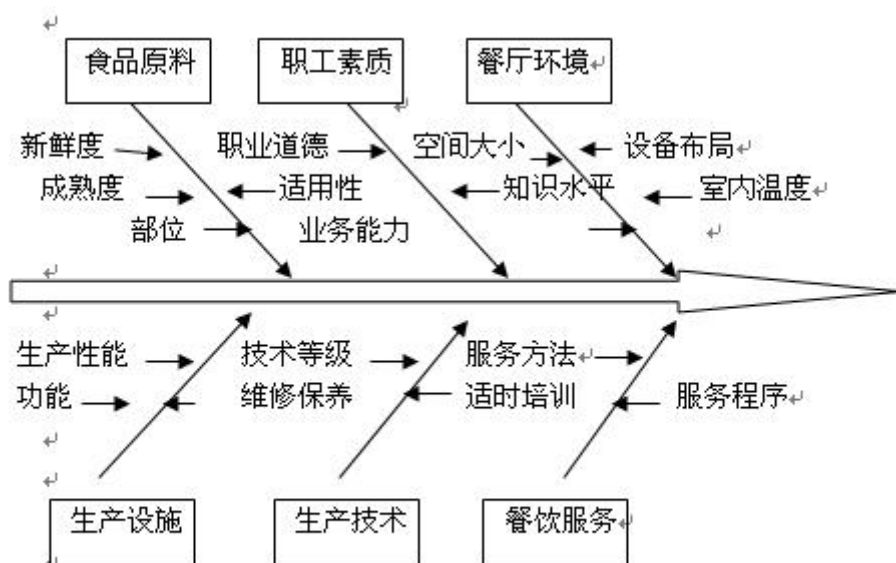 食品原料 职工素质 餐厅环境
新鲜度 职业道德 空间大小 设备布局
成熟度 适用性 知识水平 室内温度
部位 业务能力
生产性能 技术等级 服务方法
功能 维修保养 适时培训 服务程序
生产设施 生产技术 餐饮服务